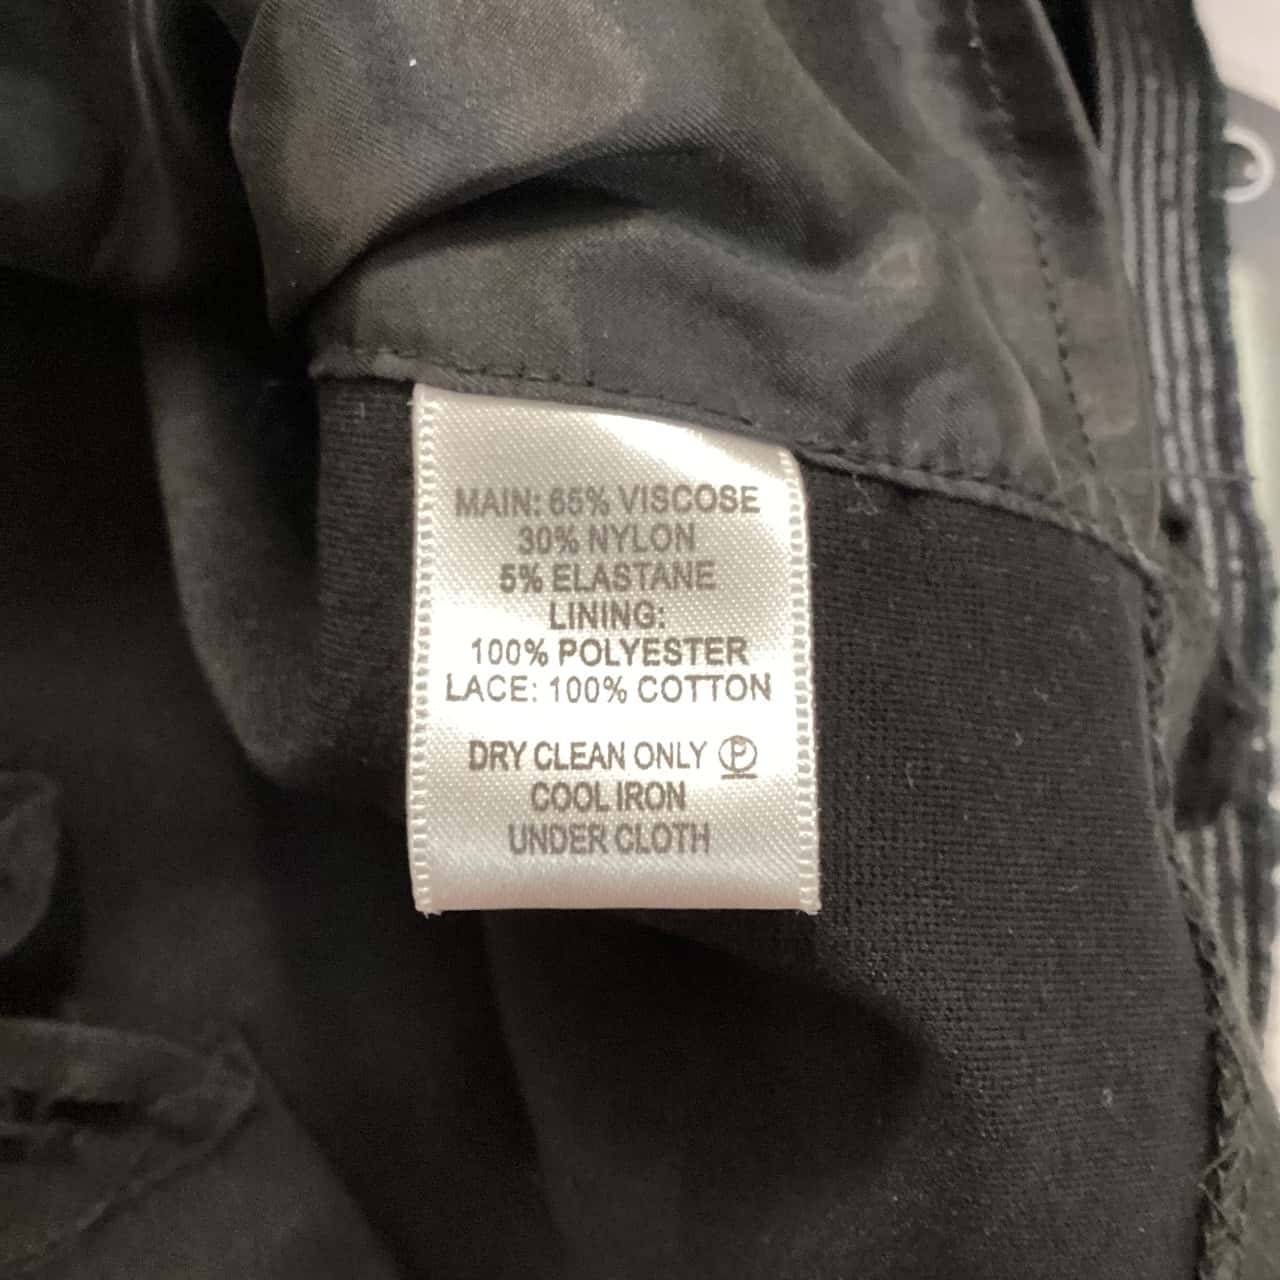 MAIN: 65% VISCOSE
30% NYLON
5% ELASTANE
LINING:
100% POLYESTER
LACE: 100% COTTON
DRY CLEAN ONLY P
COOL IRON
UNDER CLOTH